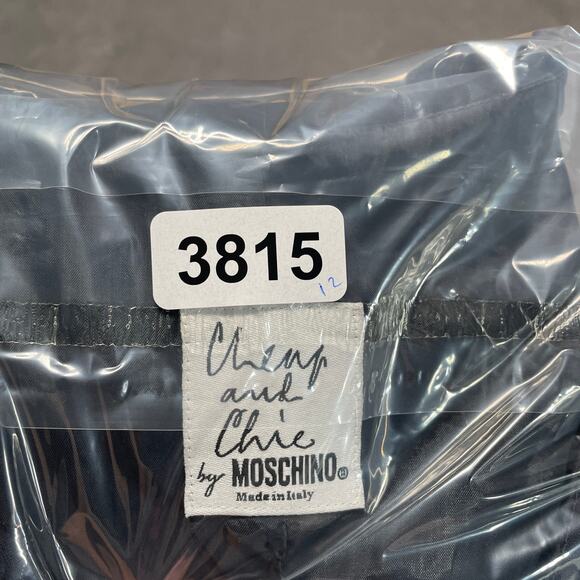 3815
12
Cheap
and
Chic
by MOSCHINO®
Made in Italy